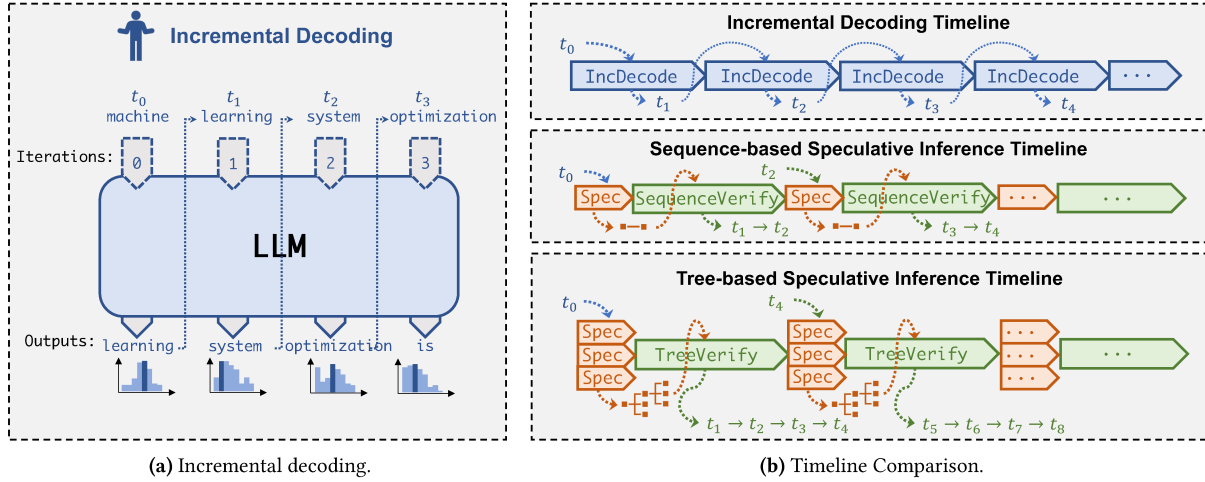 Incremental Decoding
t₀ t₁ t₂ t₃
machine learning system optimization
Iterations: 0 1 2 3
LLM
Outputs: learning system optimization is
(a) Incremental decoding.
Incremental Decoding Timeline
t₀
IncDecode IncDecode IncDecode IncDecode ···
t₁ t₂ t₃ t₄
Sequence-based Speculative Inference Timeline
t₀ t₂
Spec SequenceVerify Spec SequenceVerify ··· ···
t₁ → t₂ t₃ → t₄
Tree-based Speculative Inference Timeline
t₀ t₄
Spec Spec ···
Spec TreeVerify Spec TreeVerify ··· ···
Spec Spec ···
t₁ → t₂ → t₃ → t₄ t₅ → t₆ → t₇ → t₈
(b) Timeline Comparison.